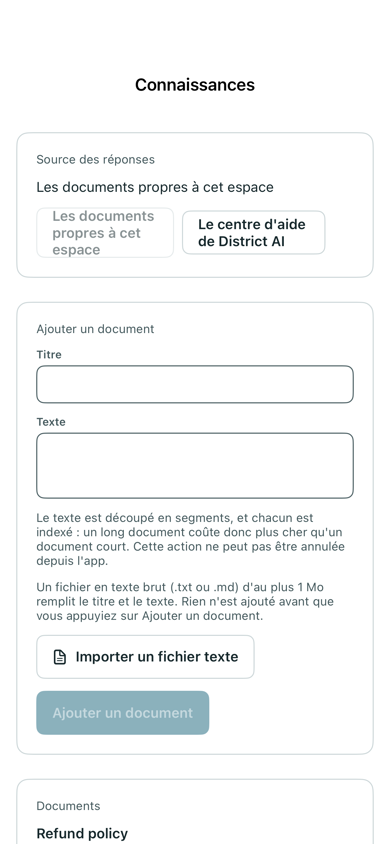 Connaissances
Source des réponses
Les documents propres à cet espace
Les documents
propres à cet
espace
Le centre d'aide
de District AI
Ajouter un document
Titre
Texte
Le texte est découpé en segments, et chacun est
indexé : un long document coûte donc plus cher qu'un
document court. Cette action ne peut pas être annulée
depuis l'app.
Un fichier en texte brut (.txt ou .md) d'au plus 1 Mo
remplit le titre et le texte. Rien n'est ajouté avant que
vous appuyiez sur Ajouter un document.
Importer un fichier texte
Ajouter un document
Documents
Refund policy